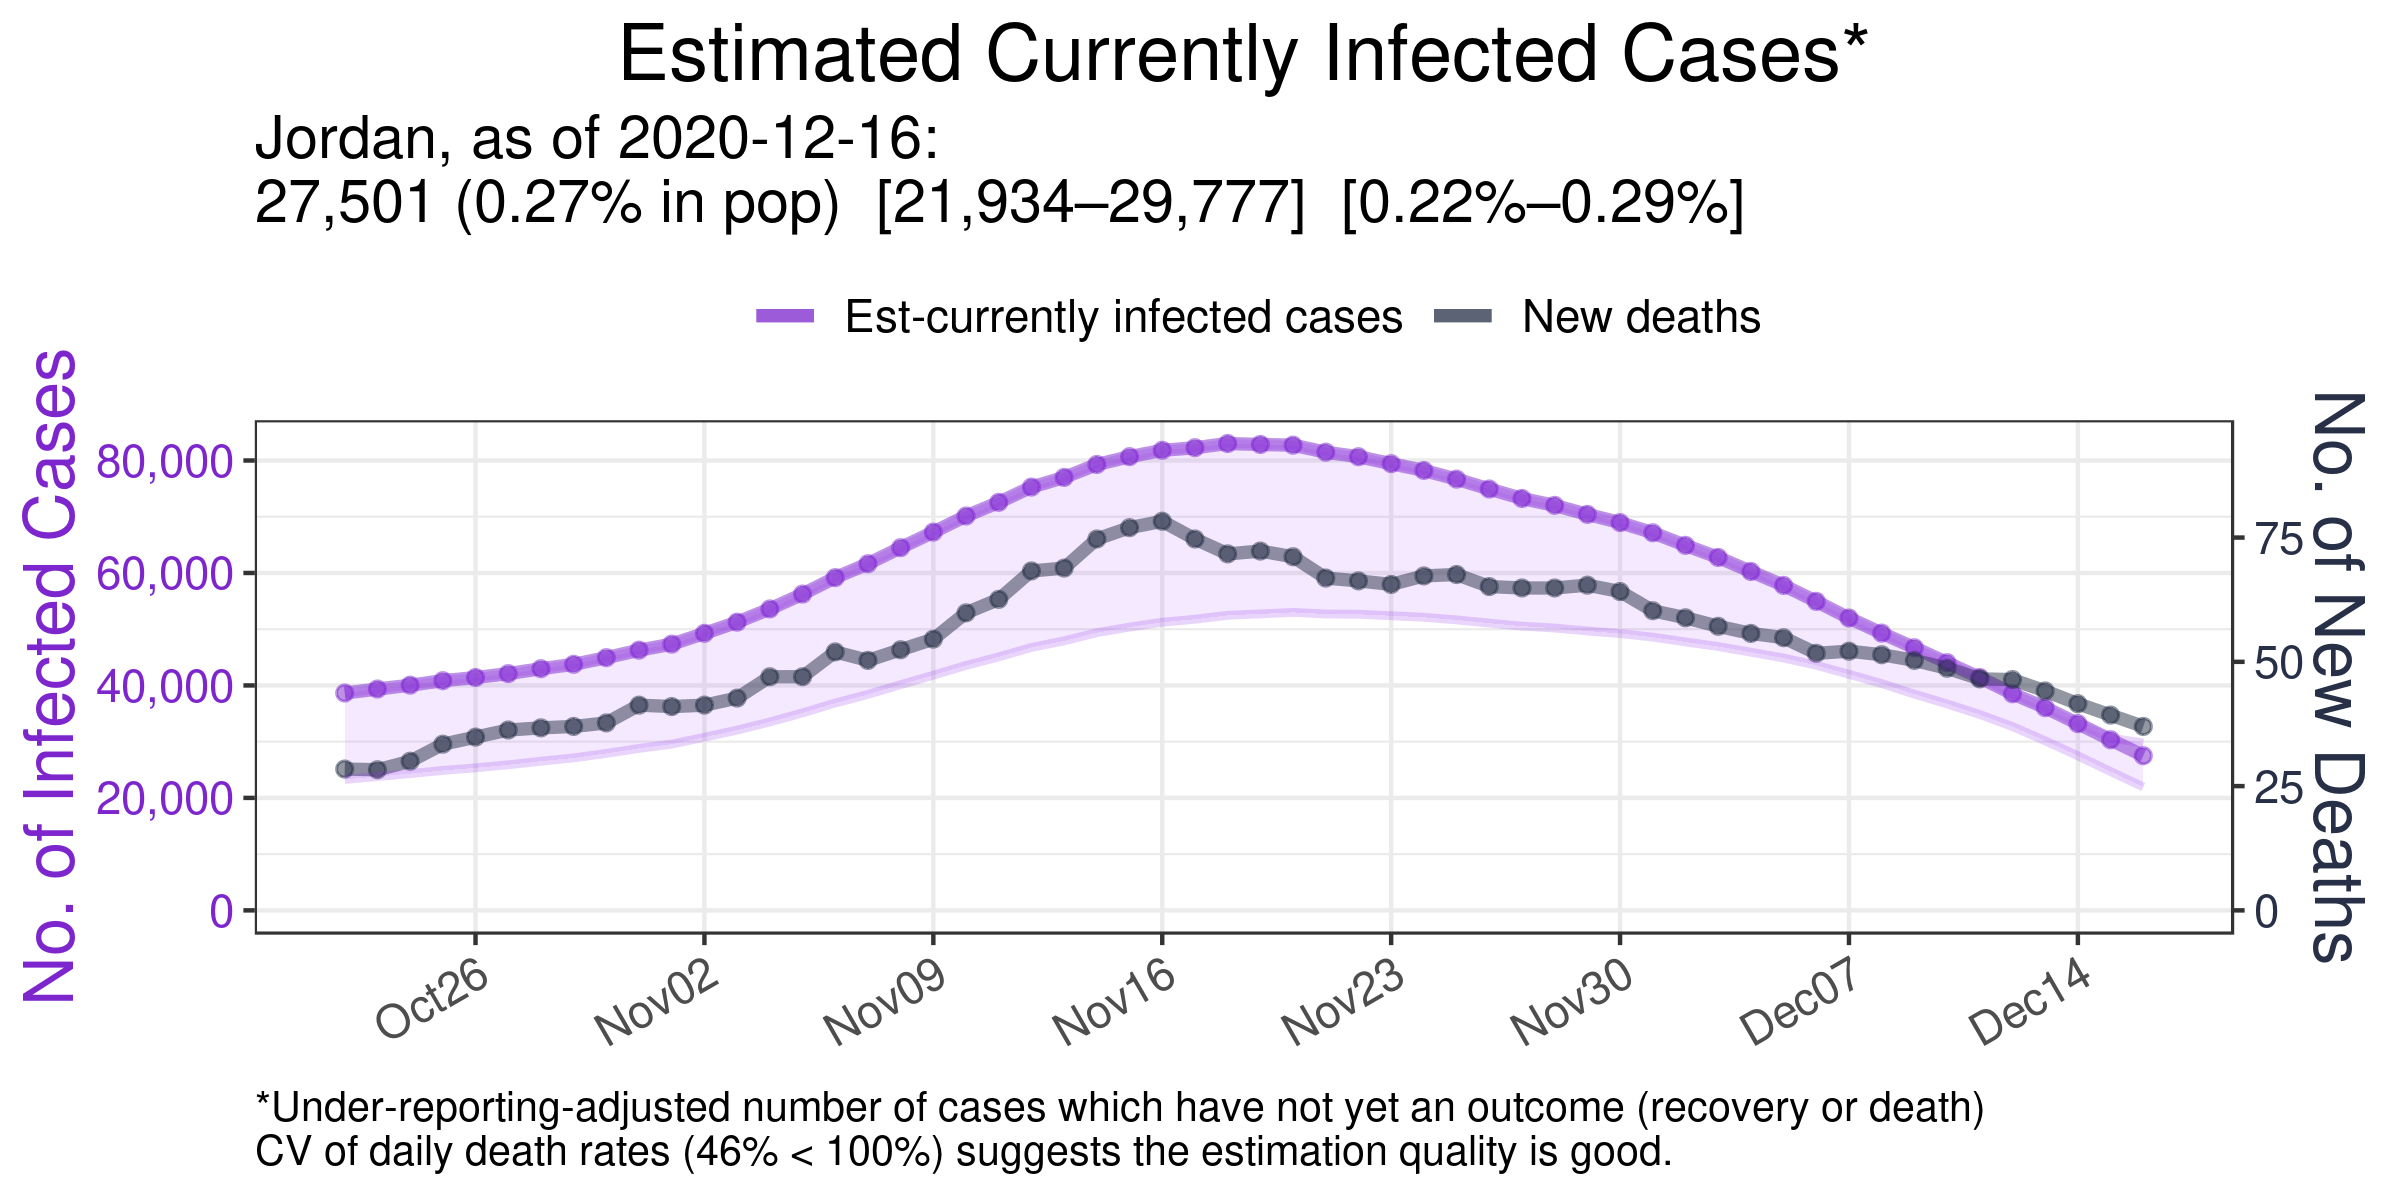 Estimated Currently Infected Cases*
Jordan, as of 2020-12-16:
27,501 (0.27% in pop)  [21,934–29,777]  [0.22%–0.29%]
Est-currently infected cases
New deaths
No. of Infected Cases
80,000
60,000
40,000
20,000
0
No. of New Deaths
75
50
25
0
Oct26
Nov02
Nov09
Nov16
Nov23
Nov30
Dec07
Dec14
*Under-reporting-adjusted number of cases which have not yet an outcome (recovery or death)
CV of daily death rates (46% < 100%) suggests the estimation quality is good.